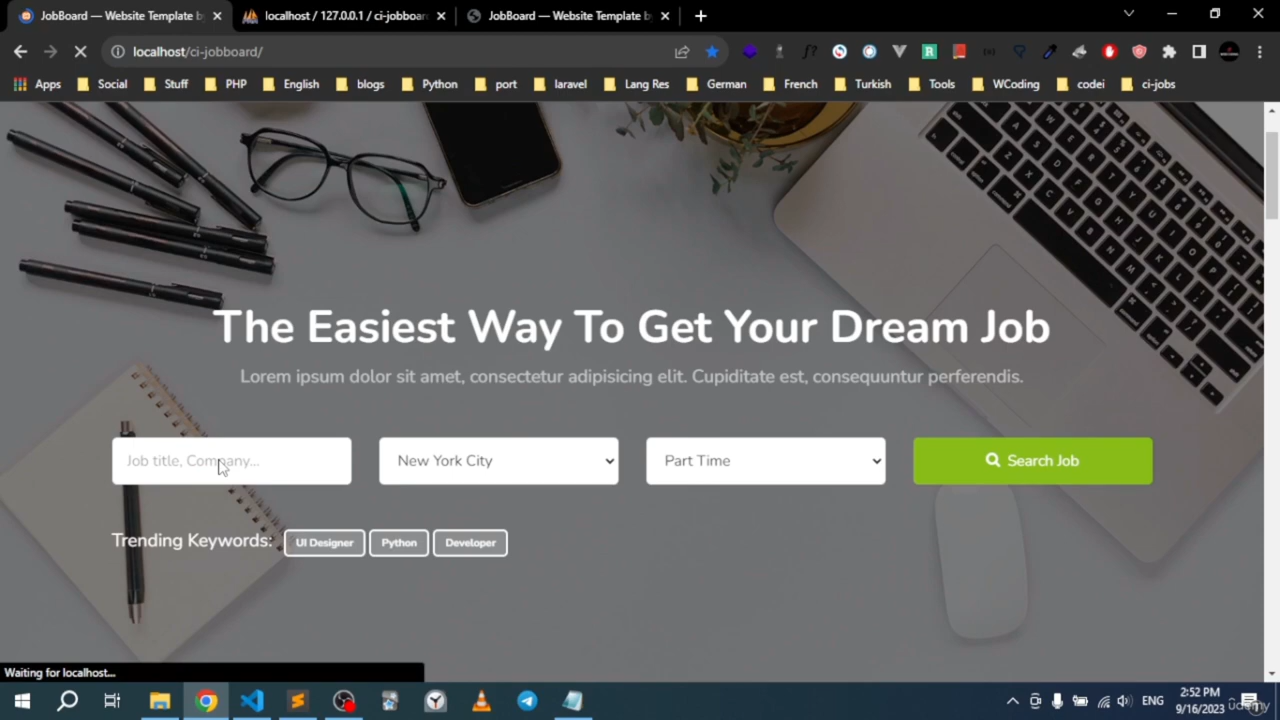 JobBoard — Website Template by
localhost / 127.0.0.1 / ci-jobboard
JobBoard — Website Template by
localhost/ci-jobboard/
Apps
Social
Stuff
PHP
English
blogs
Python
port
laravel
Lang Res
German
French
Turkish
Tools
WCoding
codei
ci-jobs
The Easiest Way To Get Your Dream Job
Lorem ipsum dolor sit amet, consectetur adipisicing elit. Cupiditate est, consequuntur perferendis.
Job title, Company...
New York City
Part Time
Search Job
Trending Keywords:
UI Designer
Python
Developer
Waiting for localhost...
ENG
2:52 PM
9/16/2023